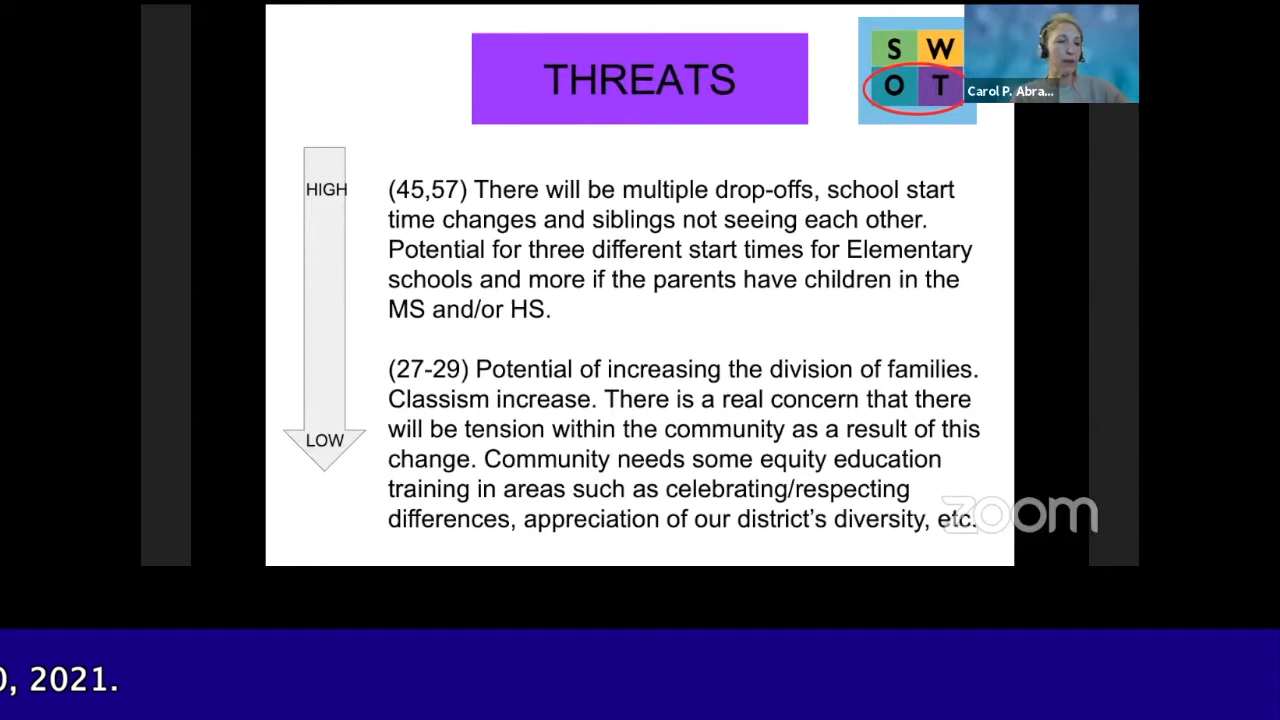 THREATS
S W
O T
Carol P. Abra...
HIGH
LOW
(45,57) There will be multiple drop-offs, school start
time changes and siblings not seeing each other.
Potential for three different start times for Elementary
schools and more if the parents have children in the
MS and/or HS.
(27-29) Potential of increasing the division of families.
Classism increase. There is a real concern that there
will be tension within the community as a result of this
change. Community needs some equity education
training in areas such as celebrating/respecting
differences, appreciation of our district’s diversity, etc.
zoom
, 2021.